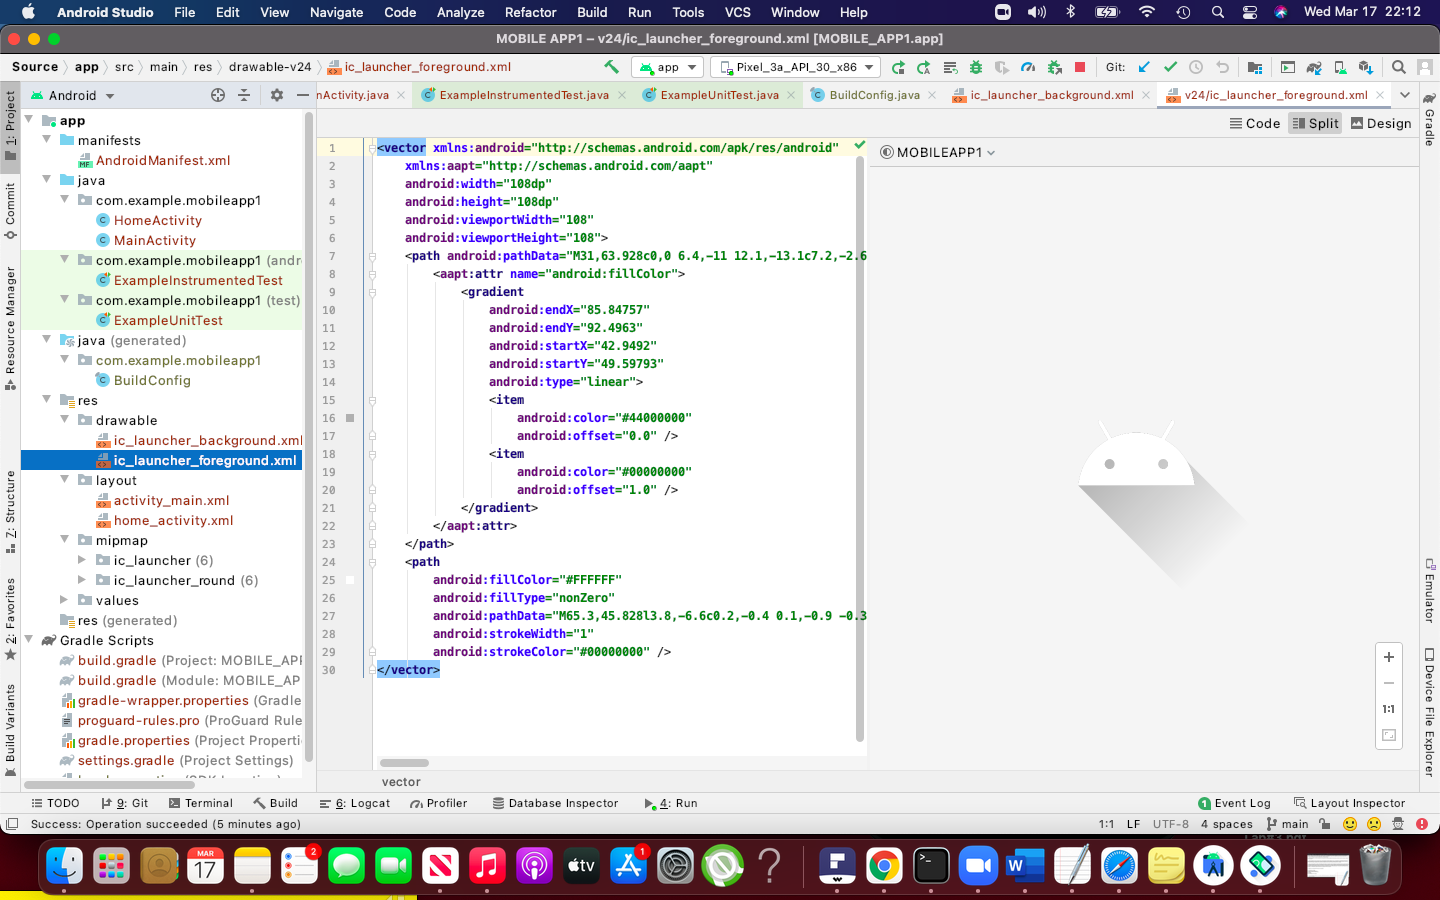 Android Studio File Edit View Navigate Code Analyze Refactor Build Run Tools VCS Window Help Wed Mar 17 22:12
MOBILE APP1 – v24/ic_launcher_foreground.xml [MOBILE_APP1.app]
Source app src main res drawable-v24 ic_launcher_foreground.xml app Pixel_3a_API_30_x86 Git:
Android nActivity.java ExampleInstrumentedTest.java ExampleUnitTest.java BuildConfig.java ic_launcher_background.xml v24/ic_launcher_foreground.xml
Code Split Design
MOBILEAPP1
1: Project
Commit
Resource Manager
Z: Structure
2: Favorites
Build Variants
app
manifests
AndroidManifest.xml
java
com.example.mobileapp1
HomeActivity
MainActivity
com.example.mobileapp1 (andr
ExampleInstrumentedTest
com.example.mobileapp1 (test)
ExampleUnitTest
java (generated)
com.example.mobileapp1
BuildConfig
res
drawable
ic_launcher_background.xml
ic_launcher_foreground.xml
layout
activity_main.xml
home_activity.xml
mipmap
ic_launcher (6)
ic_launcher_round (6)
values
res (generated)
Gradle Scripts
build.gradle (Project: MOBILE_APP
build.gradle (Module: MOBILE_AP
gradle-wrapper.properties (Gradle
proguard-rules.pro (ProGuard Rule
gradle.properties (Project Properti
settings.gradle (Project Settings)
1 <vector xmlns:android="http://schemas.android.com/apk/res/android"
2 xmlns:aapt="http://schemas.android.com/aapt"
3 android:width="108dp"
4 android:height="108dp"
5 android:viewportWidth="108"
6 android:viewportHeight="108">
7 <path android:pathData="M31,63.928c0,0 6.4,-11 12.1,-13.1c7.2,-2.6
8 <aapt:attr name="android:fillColor">
9 <gradient
10 android:endX="85.84757"
11 android:endY="92.4963"
12 android:startX="42.9492"
13 android:startY="49.59793"
14 android:type="linear">
15 <item
16 android:color="#44000000"
17 android:offset="0.0" />
18 <item
19 android:color="#00000000"
20 android:offset="1.0" />
21 </gradient>
22 </aapt:attr>
23 </path>
24 <path
25 android:fillColor="#FFFFFF"
26 android:fillType="nonZero"
27 android:pathData="M65.3,45.828l3.8,-6.6c0.2,-0.4 0.1,-0.9 -0.3
28 android:strokeWidth="1"
29 android:strokeColor="#00000000" />
30 </vector>
vector
1:1
Gradle
Emulator
Device File Explorer
TODO 9: Git Terminal Build 6: Logcat Profiler Database Inspector 4: Run 1 Event Log Layout Inspector
Success: Operation succeeded (5 minutes ago) 1:1 LF UTF-8 4 spaces main
MAR
17
2
tv
1
W